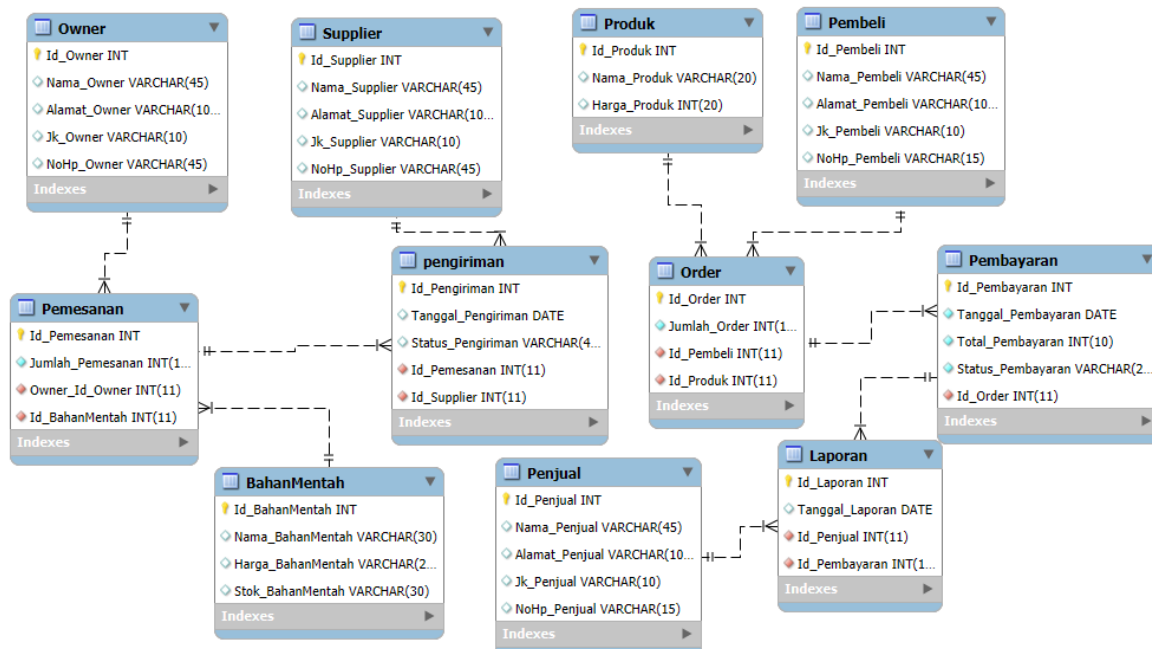 Owner
Id_Owner INT
Nama_Owner VARCHAR(45)
Alamat_Owner VARCHAR(10...
Jk_Owner VARCHAR(10)
NoHp_Owner VARCHAR(45)
Indexes
Supplier
Id_Supplier INT
Nama_Supplier VARCHAR(45)
Alamat_Supplier VARCHAR(10...
Jk_Supplier VARCHAR(10)
NoHp_Supplier VARCHAR(45)
Indexes
Produk
Id_Produk INT
Nama_Produk VARCHAR(20)
Harga_Produk INT(20)
Indexes
Pembeli
Id_Pembeli INT
Nama_Pembeli VARCHAR(45)
Alamat_Pembeli VARCHAR(10...
Jk_Pembeli VARCHAR(10)
NoHp_Pembeli VARCHAR(15)
Indexes
Pemesanan
Id_Pemesanan INT
Jumlah_Pemesanan INT(1...
Owner_Id_Owner INT(11)
Id_BahanMentah INT(11)
Indexes
pengiriman
Id_Pengiriman INT
Tanggal_Pengiriman DATE
Status_Pengiriman VARCHAR(4...
Id_Pemesanan INT(11)
Id_Supplier INT(11)
Indexes
Order
Id_Order INT
Jumlah_Order INT(1...
Id_Pembeli INT(11)
Id_Produk INT(11)
Indexes
Pembayaran
Id_Pembayaran INT
Tanggal_Pembayaran DATE
Total_Pembayaran INT(10)
Status_Pembayaran VARCHAR(2...
Id_Order INT(11)
Indexes
BahanMentah
Id_BahanMentah INT
Nama_BahanMentah VARCHAR(30)
Harga_BahanMentah VARCHAR(2...
Stok_BahanMentah VARCHAR(30)
Indexes
Penjual
Id_Penjual INT
Nama_Penjual VARCHAR(45)
Alamat_Penjual VARCHAR(10...
Jk_Penjual VARCHAR(10)
NoHp_Penjual VARCHAR(15)
Indexes
Laporan
Id_Laporan INT
Tanggal_Laporan DATE
Id_Penjual INT(11)
Id_Pembayaran INT(1...
Indexes